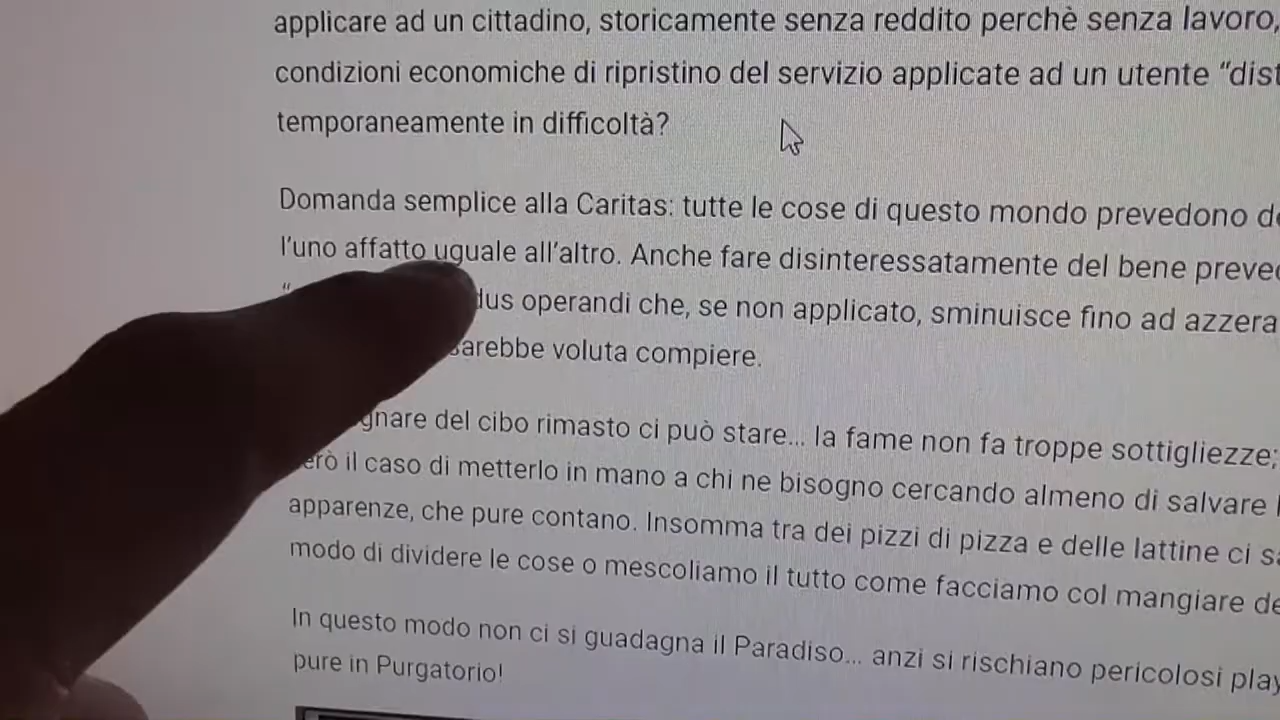 applicare ad un cittadino, storicamente senza reddito perchè senza lavoro,
condizioni economiche di ripristino del servizio applicate ad un utente “
temporaneamente in difficoltà?
Domanda semplice alla Caritas: tutte le cose di questo mondo prevedono
l’uno affatto uguale all’altro. Anche fare disinteressatamente del bene
“ operandi che, se non applicato, sminuisce fino ad
sarebbe voluta compiere.
del cibo rimasto ci può stare... la fame non fa troppe sottigliezze;
il caso di metterlo in mano a chi ne bisogno cercando almeno di salvare
apparenze, che pure contano. Insomma tra dei pizzi di pizza e delle lattine ci
modo di dividere le cose o mescoliamo il tutto come facciamo col mangiare
In questo modo non ci si guadagna il Paradiso... anzi si rischiano pericolosi
pure in Purgatorio!